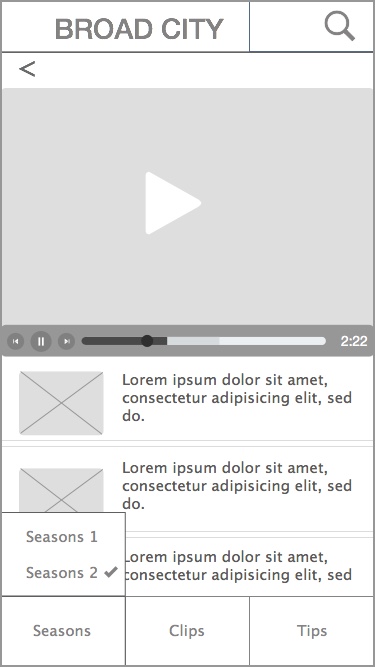 BROAD CITY
<
2:22
Lorem ipsum dolor sit amet,
consectetur adipisicing elit, sed
do.
Lorem ipsum dolor sit amet,
consectetur adipisicing elit, sed
do.
Lorem ipsum dolor sit amet,
consectetur adipisicing elit, sed
Seasons 1
Seasons 2
Seasons
Clips
Tips